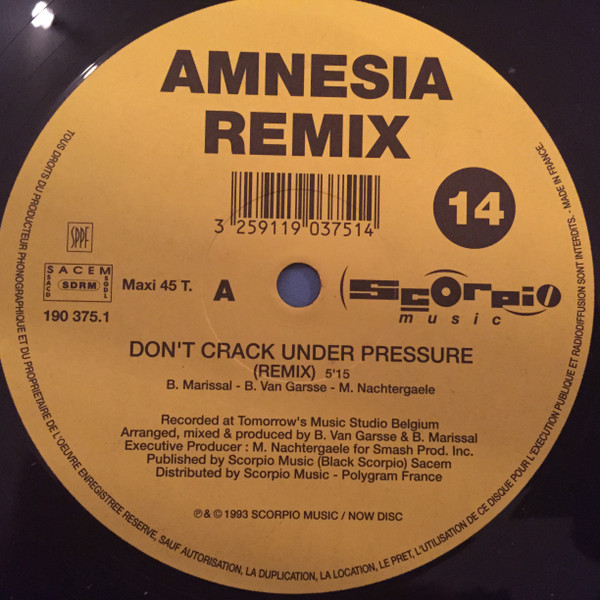 AMNESIA
REMIX
14
3 259119 037514
SPPF
SACEM
SACD SDRM SGDL
190 375.1
Maxi 45 T.
A
Scorpio
music
DON'T CRACK UNDER PRESSURE
(REMIX) 5'15
B. Marissal - B. Van Garsse - M. Nachtergaele
Recorded at Tomorrow's Music Studio Belgium
Arranged, mixed & produced by B. Van Garsse & B. Marissal
Executive Producer : M. Nachtergaele for Smash Prod. Inc.
Published by Scorpio Music (Black Scorpio) Sacem
Distributed by Scorpio Music - Polygram France
℗ & © 1993 SCORPIO MUSIC / NOW DISC
TOUS DROITS DU PRODUCTEUR PHONOGRAPHIQUE ET DU PROPRIETAIRE DE L'OEUVRE ENREGISTREE RESERVE, SAUF AUTORISATION, LA DUPLICATION, LA LOCATION, LE PRET, L'UTILISATION DE CE DISQUE POUR L'EXECUTION PUBLIQUE ET RADIODIFFUSION SONT INTERDITS - MADE IN FRANCE.